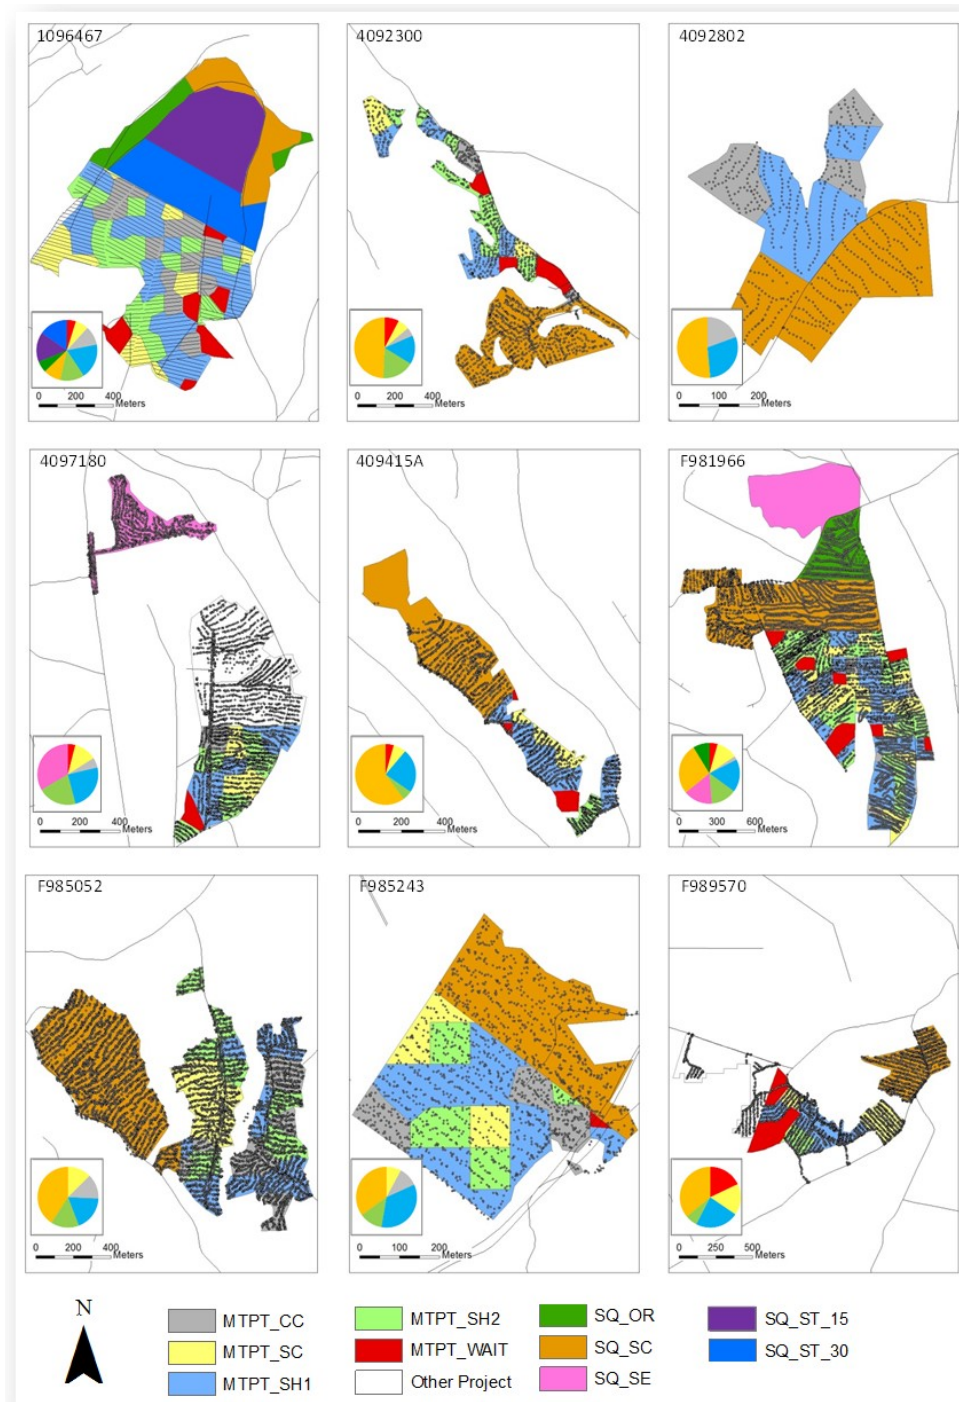 1096467
4092300
4092802
0 200 400
Meters
0 200 400
Meters
0 100 200
Meters
4097180
409415A
F981966
0 200 400
Meters
0 200 400
Meters
0 300 600
Meters
F985052
F985243
F989570
0 200 400
Meters
0 100 200
Meters
0 250 500
Meters
N
MTPT_CC
MTPT_SC
MTPT_SH1
MTPT_SH2
MTPT_WAIT
Other Project
SQ_OR
SQ_SC
SQ_SE
SQ_ST_15
SQ_ST_30